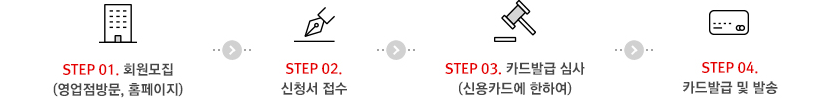 STEP 01. 회원모집
(영업점방문, 홈페이지)
STEP 02.
신청서 접수
STEP 03. 카드발급 심사
(신용카드에 한하여)
STEP 04.
카드발급 및 발송